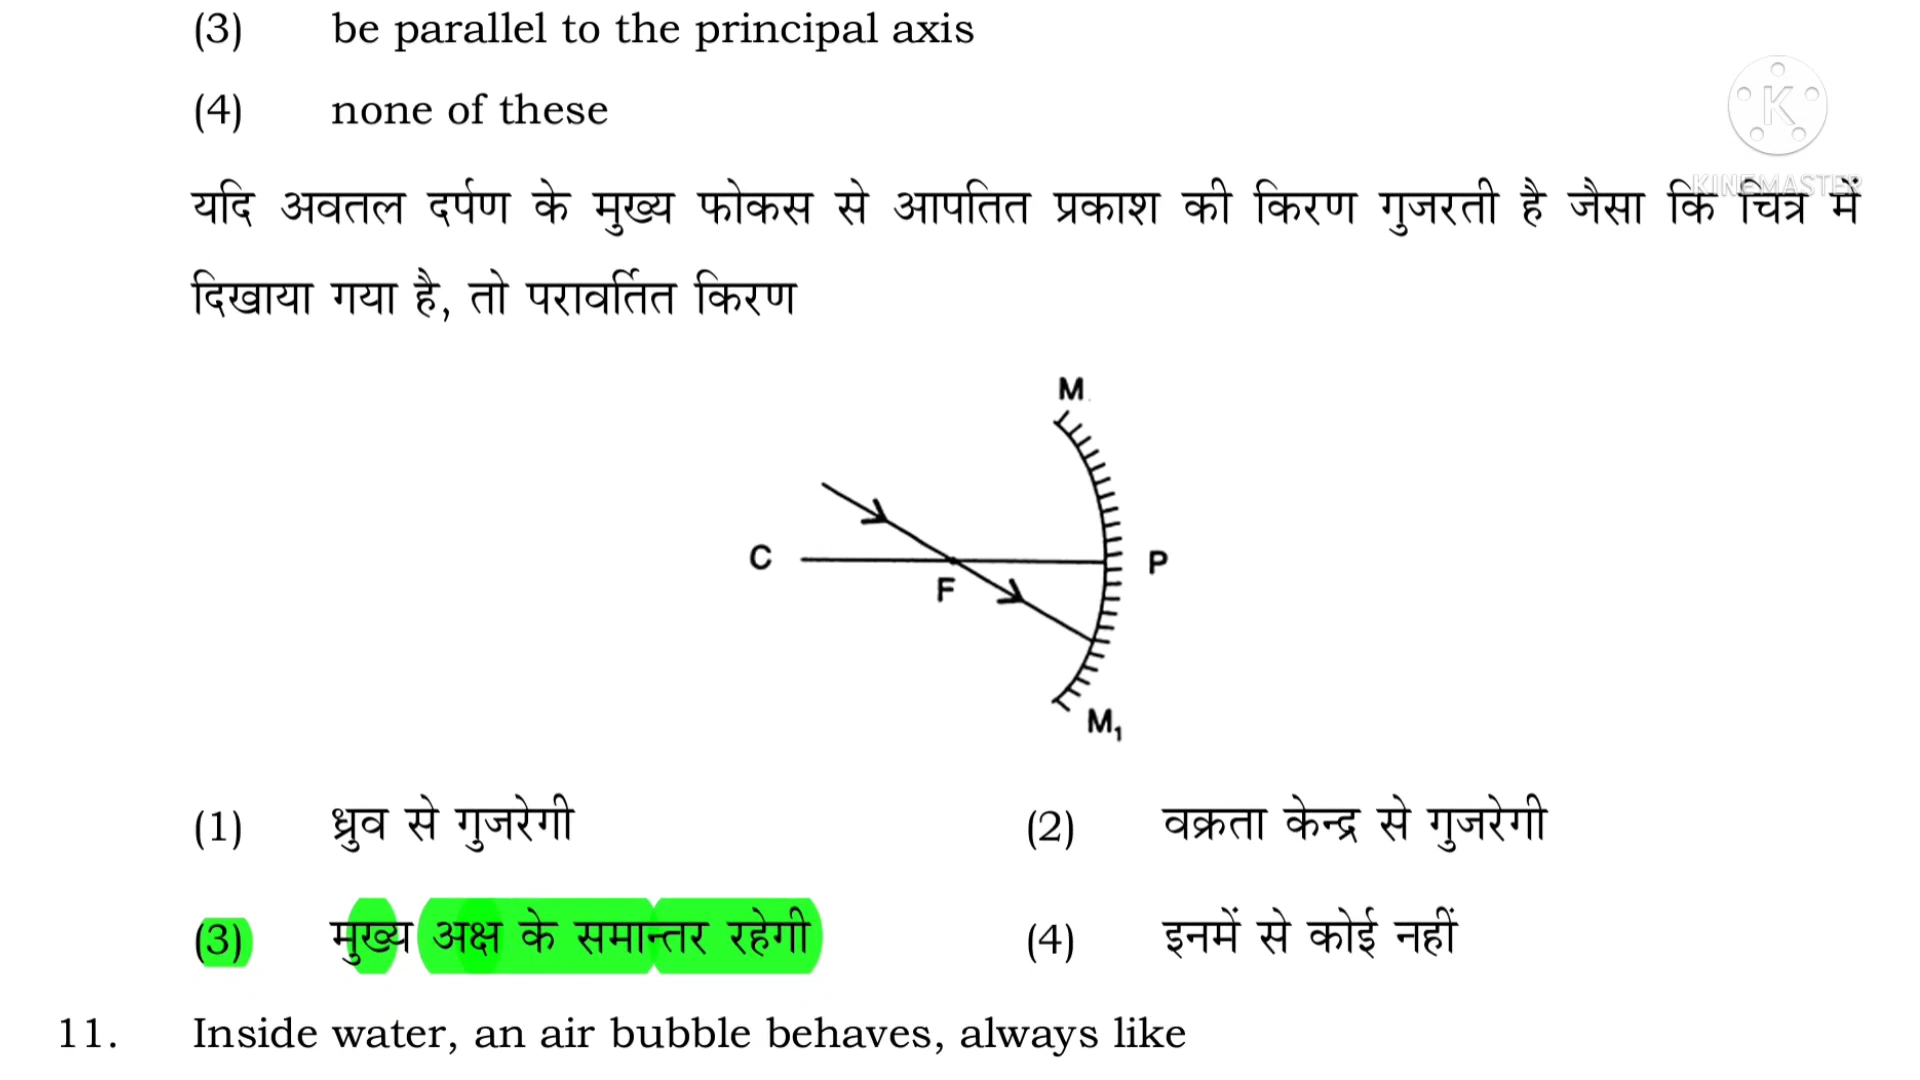 (3) be parallel to the principal axis
(4) none of these
K
KINEMASTER
यदि अवतल दर्पण के मुख्य फोकस से आपतित प्रकाश की किरण गुजरती है जैसा कि चित्र में
दिखाया गया है, तो परावर्तित किरण
M
C
F
P
M₁
(1) ध्रुव से गुजरेगी (2) वक्रता केन्द्र से गुजरेगी
(3) मुख्य अक्ष के समान्तर रहेगी (4) इनमें से कोई नहीं
11. Inside water, an air bubble behaves, always like